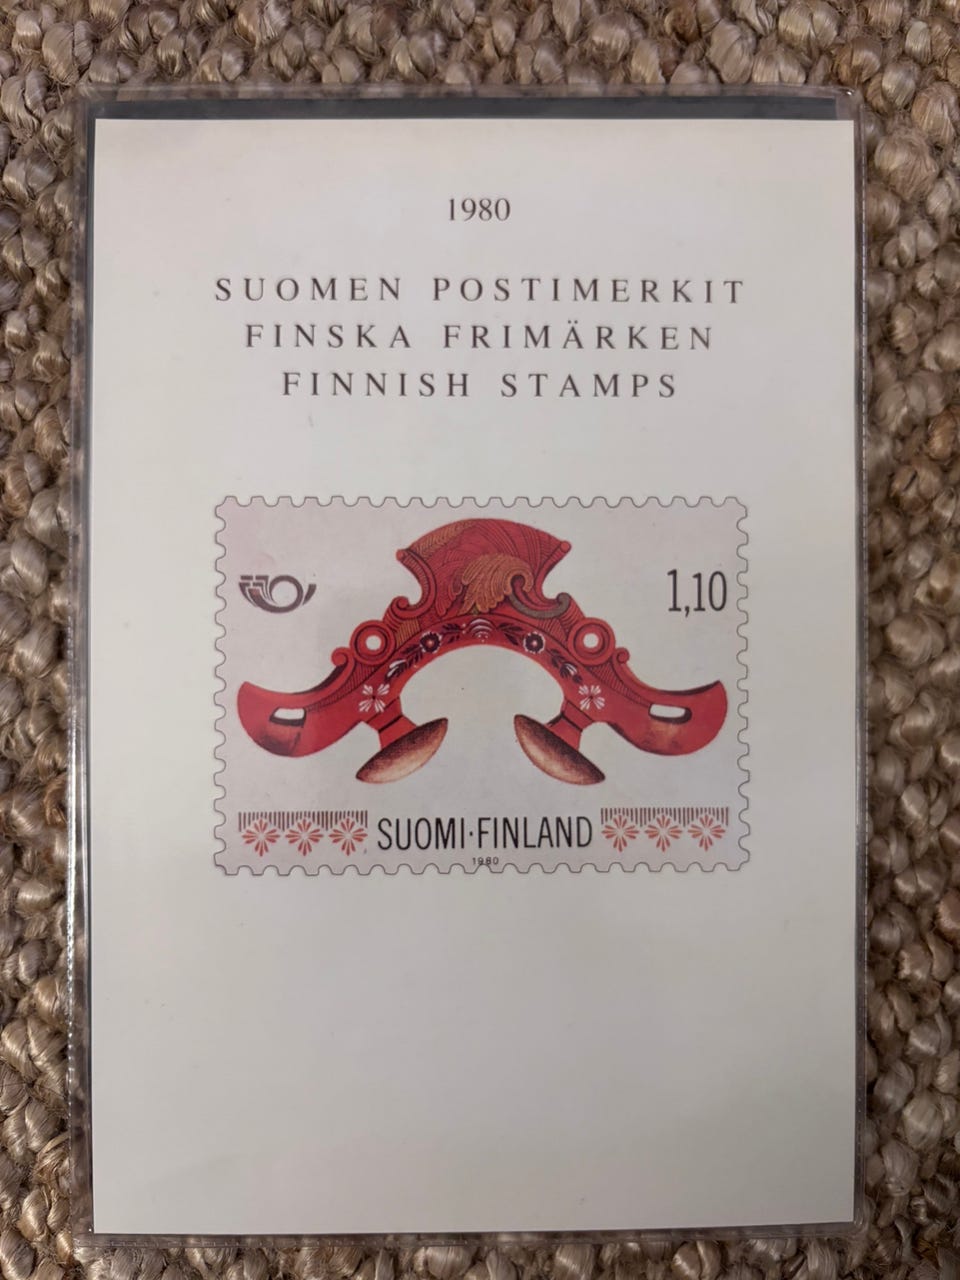 1980
SUOMEN POSTIMERKIT
FINSKA FRIMÄRKEN
FINNISH STAMPS
1,10
SUOMI·FINLAND
1980